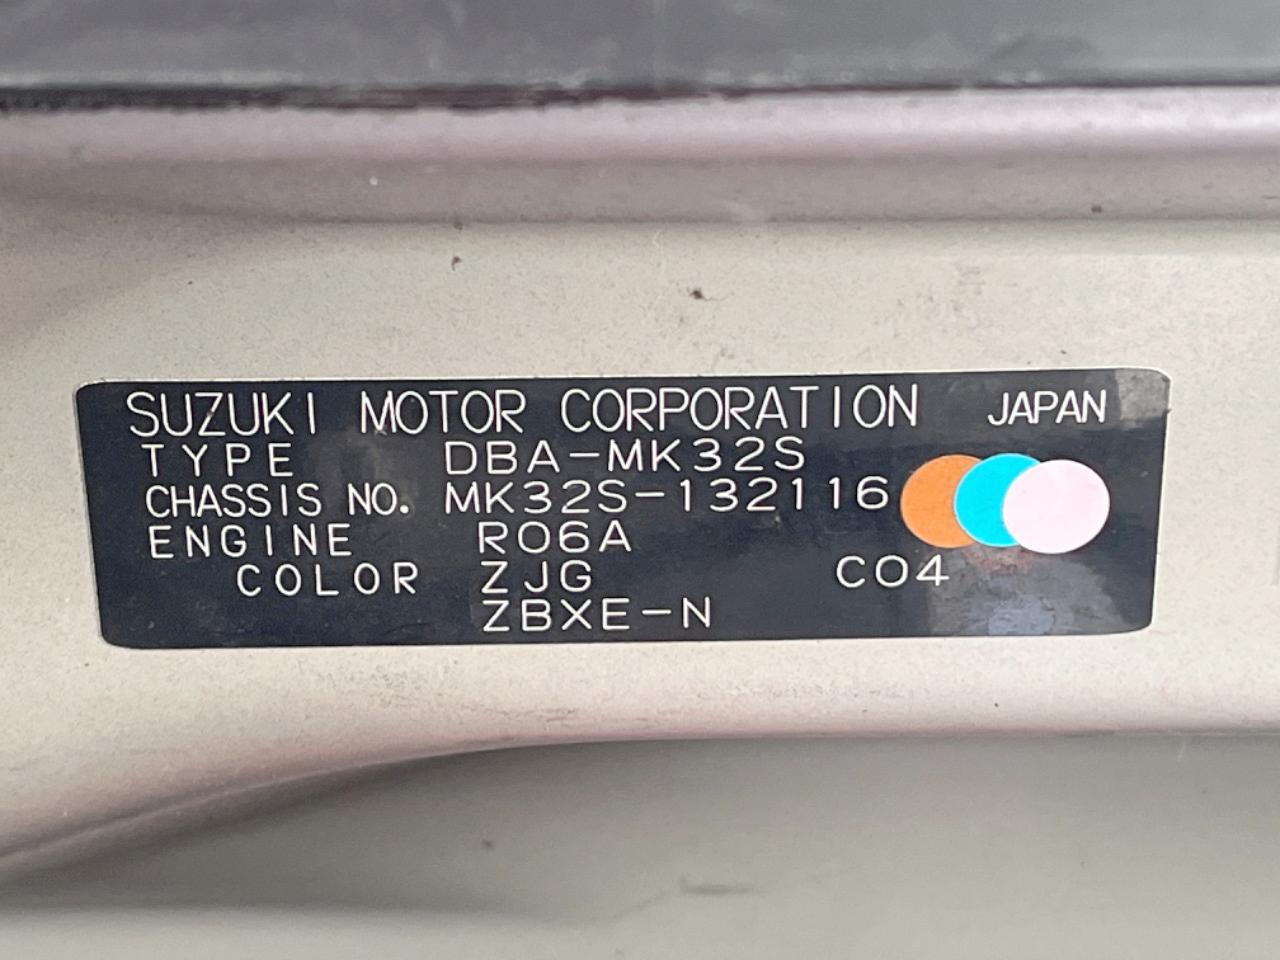 SUZUKI MOTOR CORPORATION JAPAN
TYPE DBA-MK32S
CHASSIS NO. MK32S-132116
ENGINE R06A
COLOR ZJG C04
ZBXE-N